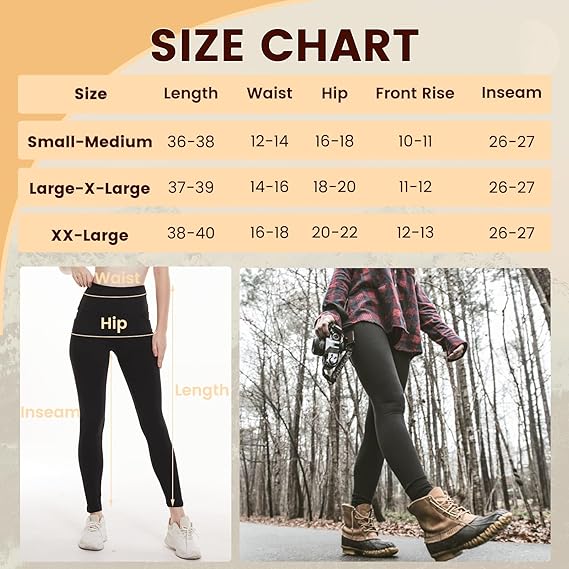 SIZE CHART
Size Length Waist Hip Front Rise Inseam
Small-Medium 36-38 12-14 16-18 10-11 26-27
Large-X-Large 37-39 14-16 18-20 11-12 26-27
XX-Large 38-40 16-18 20-22 12-13 26-27
Waist
Hip
Length
Inseam